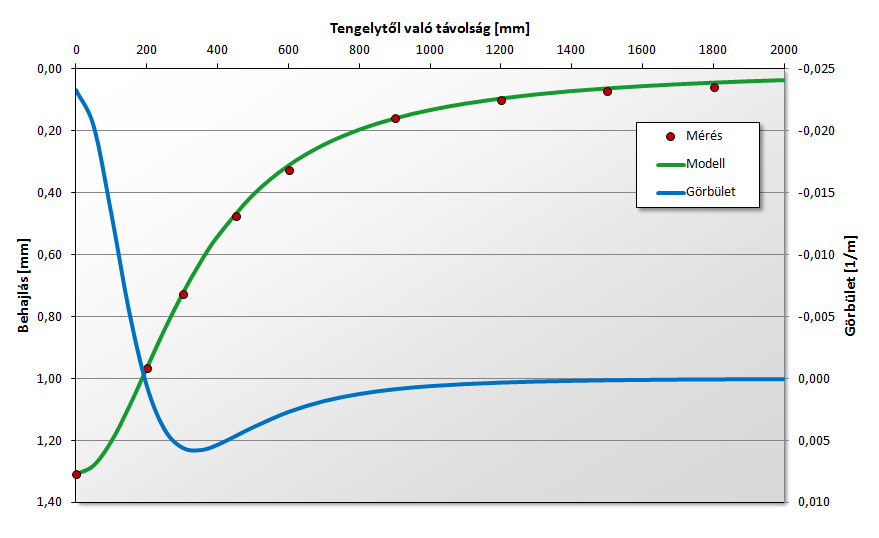 Tengelytől való távolság [mm]
0 200 400 600 800 1000 1200 1400 1600 1800 2000
0,00 -0,025
0,20 -0,020
0,40 -0,015
0,60 -0,010
0,80 -0,005
1,00 0,000
1,20 0,005
1,40 0,010
Mérés
Modell
Görbület
Behajlás [mm]
Görbület [1/m]